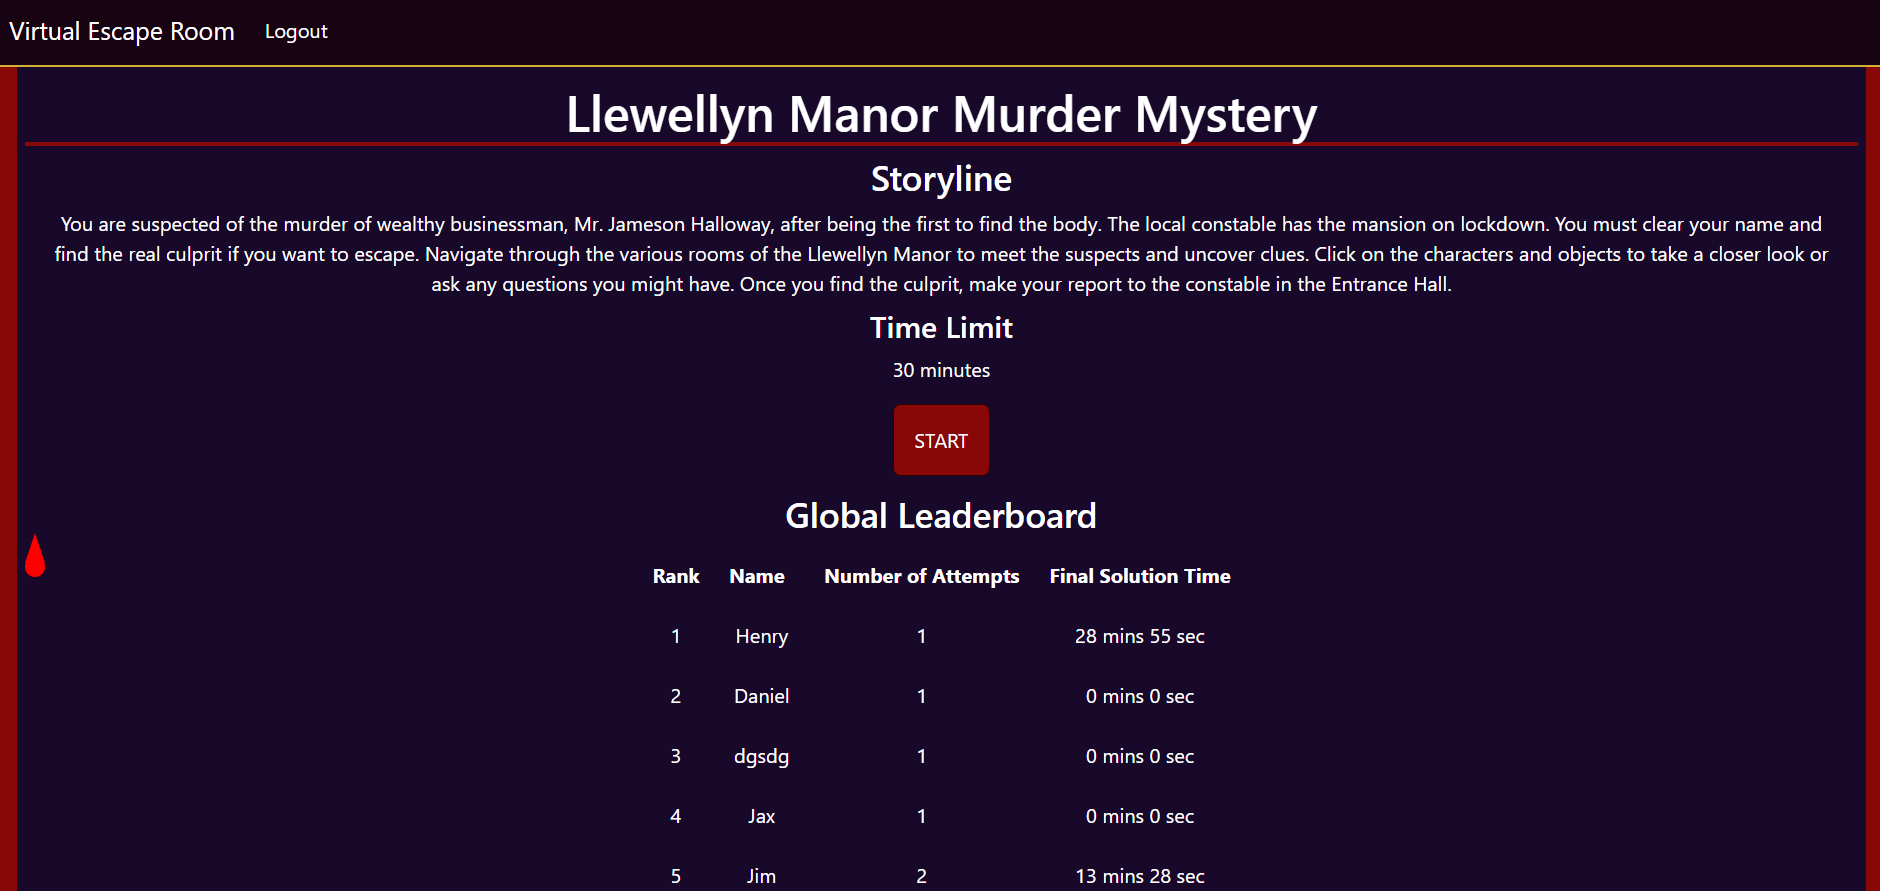 Virtual Escape Room Logout
Llewellyn Manor Murder Mystery
Storyline
You are suspected of the murder of wealthy businessman, Mr. Jameson Halloway, after being the first to find the body. The local constable has the mansion on lockdown. You must clear your name and
find the real culprit if you want to escape. Navigate through the various rooms of the Llewellyn Manor to meet the suspects and uncover clues. Click on the characters and objects to take a closer look or
ask any questions you might have. Once you find the culprit, make your report to the constable in the Entrance Hall.
Time Limit
30 minutes
START
Global Leaderboard
Rank Name Number of Attempts Final Solution Time
1 Henry 1 28 mins 55 sec
2 Daniel 1 0 mins 0 sec
3 dgsdg 1 0 mins 0 sec
4 Jax 1 0 mins 0 sec
5 Jim 2 13 mins 28 sec